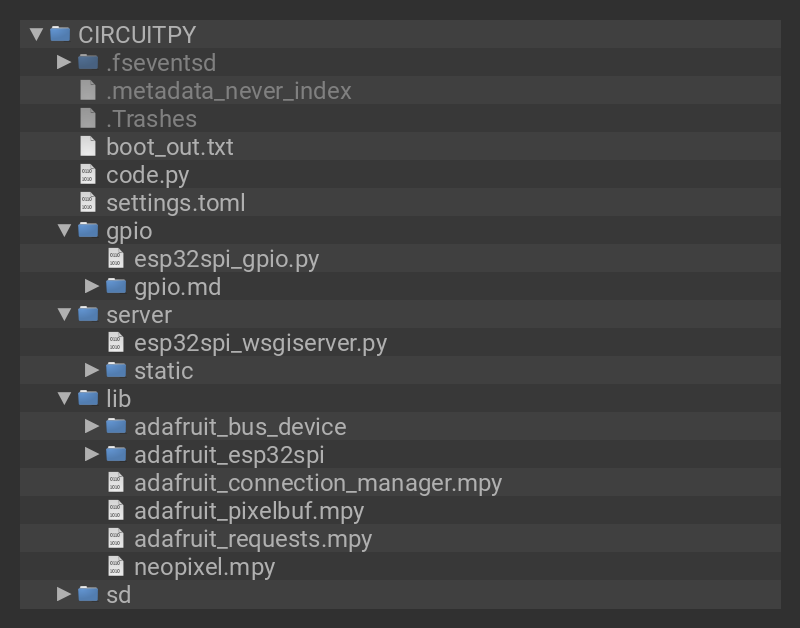 CIRCUITPY
.fseventsd
.metadata_never_index
.Trashes
boot_out.txt
code.py
settings.toml
gpio
esp32spi_gpio.py
gpio.md
server
esp32spi_wsgiserver.py
static
lib
adafruit_bus_device
adafruit_esp32spi
adafruit_connection_manager.mpy
adafruit_pixelbuf.mpy
adafruit_requests.mpy
neopixel.mpy
sd